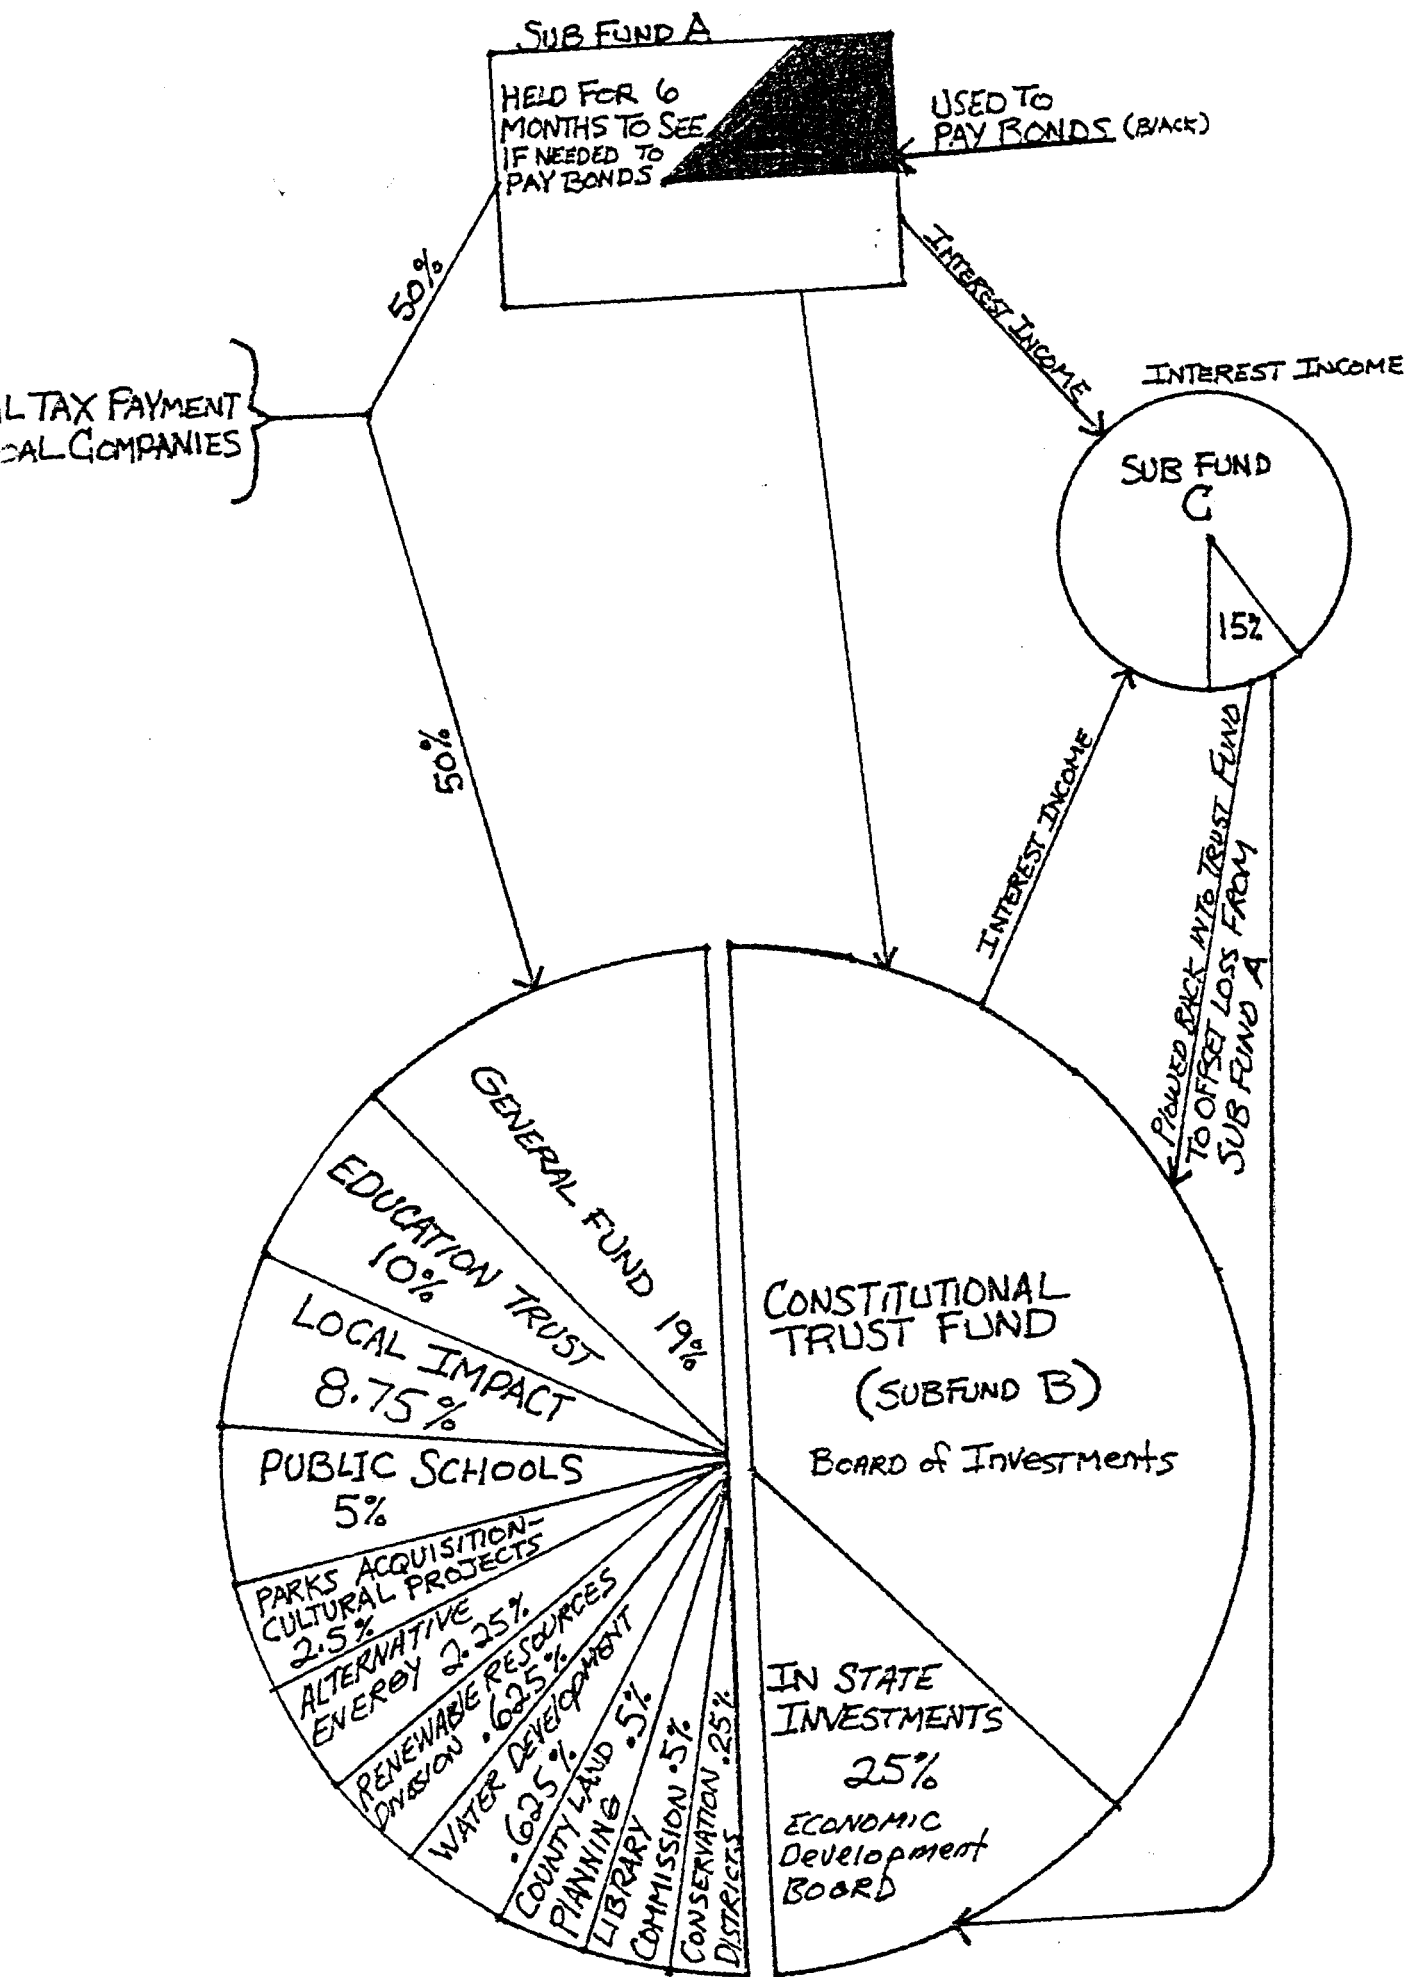 SUB FUND A
HELD FOR 6
MONTHS TO SEE
IF NEEDED TO
PAY BONDS
USED TO
PAY BONDS (BLACK)
50%
INTEREST INCOME
INTEREST INCOME
TAX PAYMENT
COMPANIES
SUB FUND
C
15%
50%
INTEREST INCOME
PLOWED BACK INTO TRUST FUND
TO OFFSET LOSS FROM
SUB FUND A
GENERAL FUND 19%
EDUCATION TRUST
10%
LOCAL IMPACT
8.75%
PUBLIC SCHOOLS
5%
PARKS ACQUISITION-
CULTURAL PROJECTS
2.5%
ALTERNATIVE
ENERGY 2.25%
RENEWABLE RESOURCES
DIVISION .625%
WATER DEVELOPMENT
.625%
COUNTY LAND .5%
PLANNING
LIBRARY
COMMISSION .5%
CONSERVATION .25%
DISTRICTS
CONSTITUTIONAL
TRUST FUND
(SUBFUND B)
BOARD of Investments
IN STATE
INVESTMENTS
25%
ECONOMIC
Development
BOARD